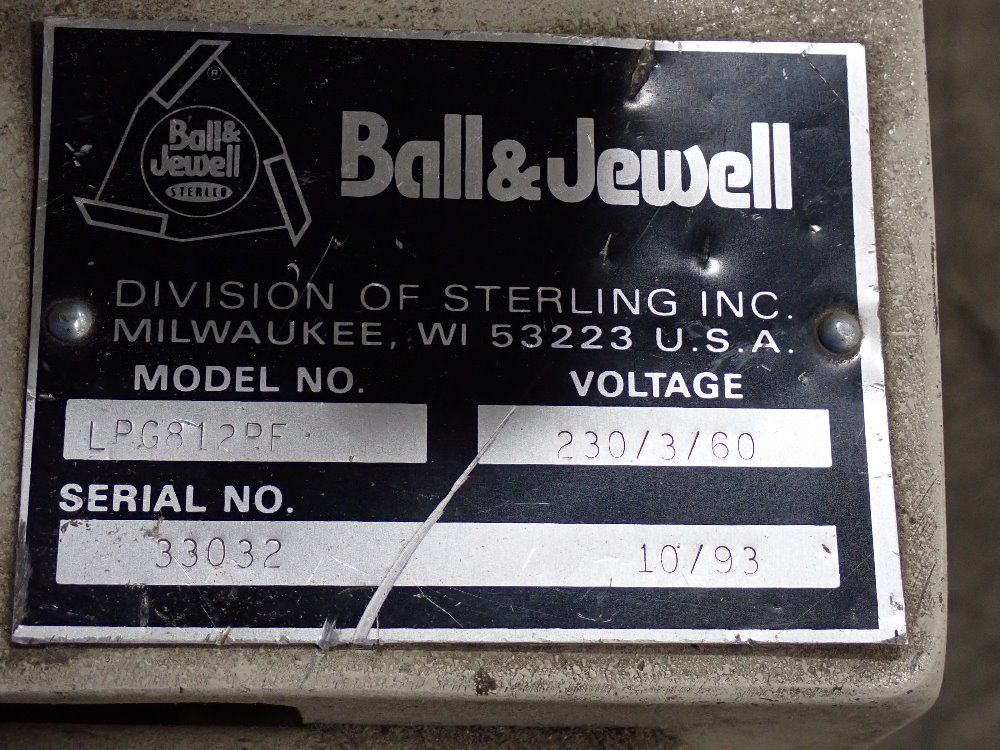 ®
Ball&
Jewell
STERLCO
Ball&Jewell
DIVISION OF STERLING INC.
MILWAUKEE, WI 53223 U.S.A.
MODEL NO.
VOLTAGE
230/3/60
SERIAL NO.
33032
10/93